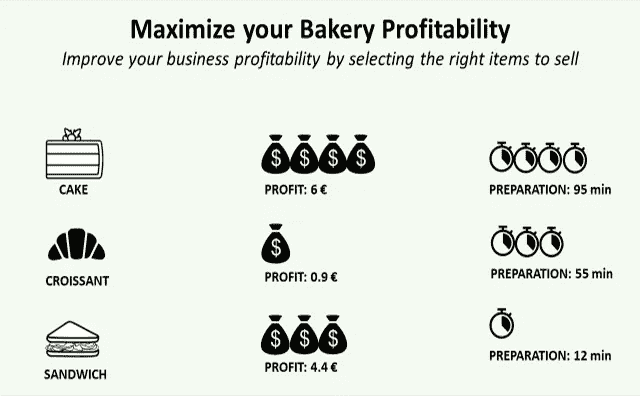 Maximize your Bakery Profitability
Improve your business profitability by selecting the right items to sell
CAKE
PROFIT: 6 €
PREPARATION: 95 min
CROISSANT
PROFIT: 0.9 €
PREPARATION: 55 min
SANDWICH
PROFIT: 4.4 €
PREPARATION: 12 min